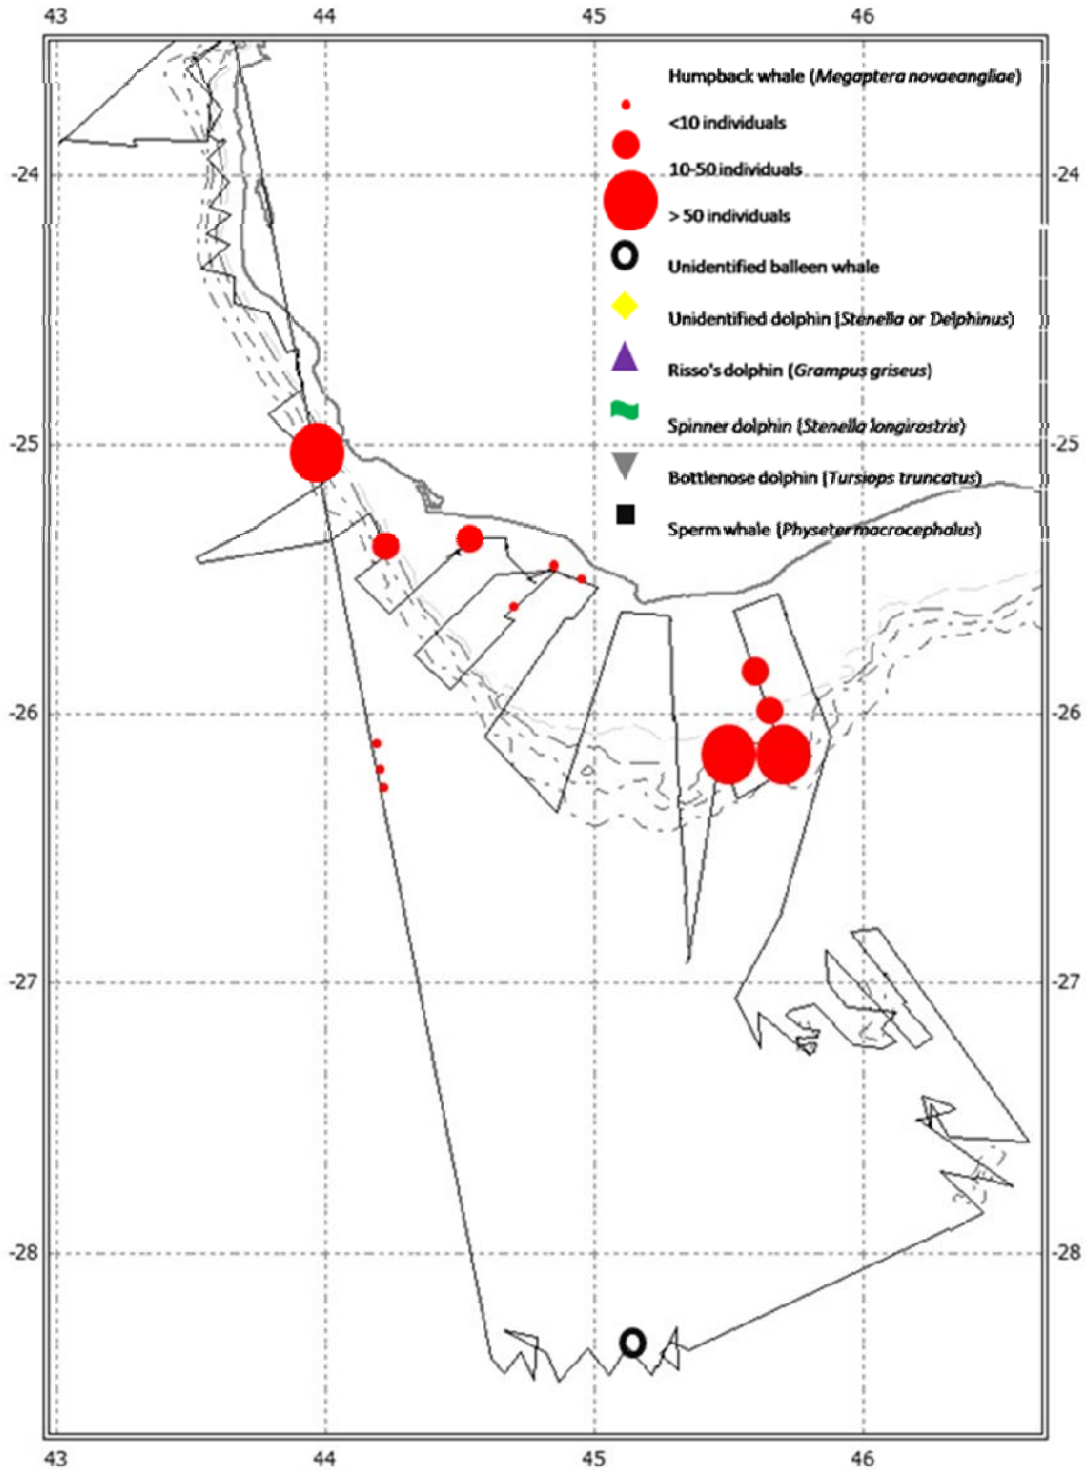 43 44 45 46
Humpback whale (Megaptera novaeangliae)
<10 individuals
-24 10-50 individuals -24
> 50 individuals
Unidentified balleen whale
Unidentified dolphin (Stenella or Delphinus)
Risso's dolphin (Grampus griseus)
Spinner dolphin (Stenella longirostris)
-25 -25
Bottlenose dolphin (Tursiops truncatus)
Sperm whale (Physeter macrocephalus)
-26 -26
-27 -27
-28 -28
43 44 45 46